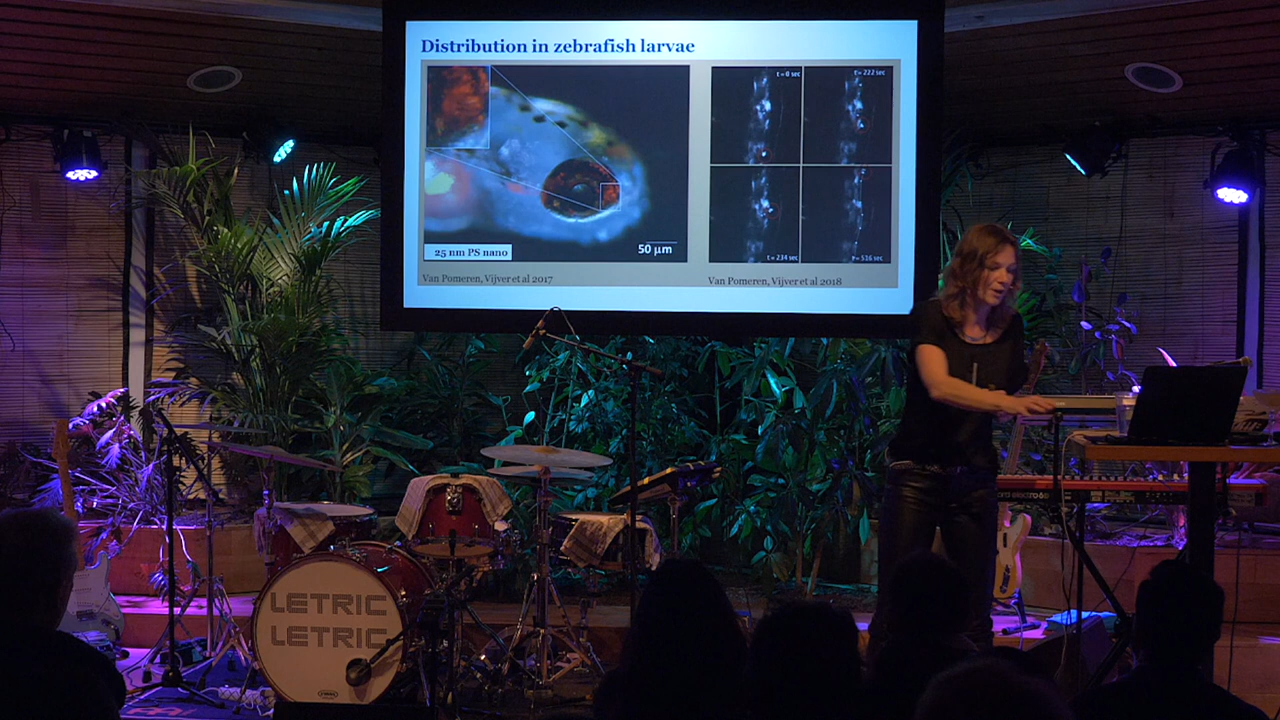 Distribution in zebrafish larvae
t = 0 sec
t = 222 sec
25 nm PS nano
50 μm
t = 234 sec
t = 516 sec
Van Pomeren, Vijver et al 2017
Van Pomeren, Vijver et al 2018
LETRIC
LETRIC